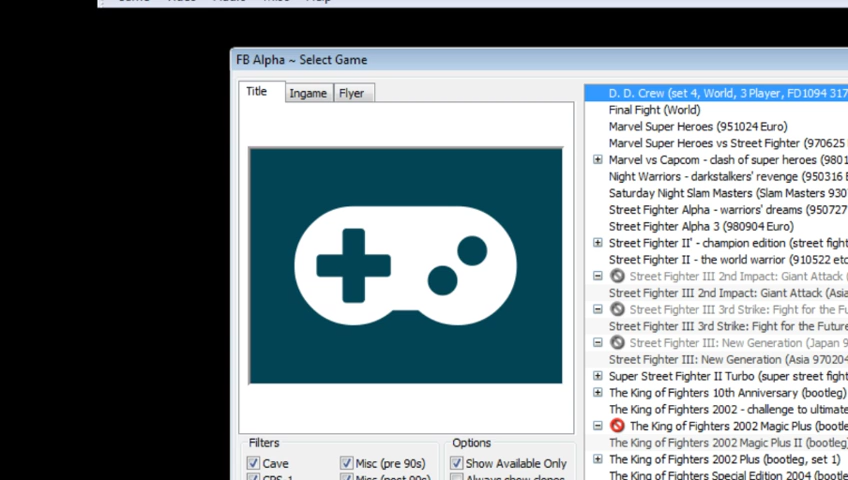 FB Alpha ~ Select Game
Title
Ingame
Flyer
D. D. Crew (set 4, World, 3 Player, FD1094 317
Final Fight (World)
Marvel Super Heroes (951024 Euro)
Marvel Super Heroes vs Street Fighter (970625
Marvel vs Capcom - clash of super heroes (9801
Night Warriors - darkstalkers' revenge (950316 E
Saturday Night Slam Masters (Slam Masters 930
Street Fighter Alpha - warriors' dreams (950727
Street Fighter Alpha 3 (980904 Euro)
Street Fighter II' - champion edition (street fight
Street Fighter II - the world warrior (910522 etc
Street Fighter III 2nd Impact: Giant Attack (
Street Fighter III 2nd Impact: Giant Attack (Asia
Street Fighter III 3rd Strike: Fight for the Fu
Street Fighter III 3rd Strike: Fight for the Future
Street Fighter III: New Generation (Japan 9
Street Fighter III: New Generation (Asia 970204
Super Street Fighter II Turbo (super street fight
The King of Fighters 10th Anniversary (bootleg)
The King of Fighters 2002 - challenge to ultimate
The King of Fighters 2002 Magic Plus (bootle
The King of Fighters 2002 Magic Plus II (bootleg)
The King of Fighters 2002 Plus (bootleg, set 1)
The King of Fighters Special Edition 2004 (bootle
Filters
Cave
Misc (pre 90s)
Options
Show Available Only